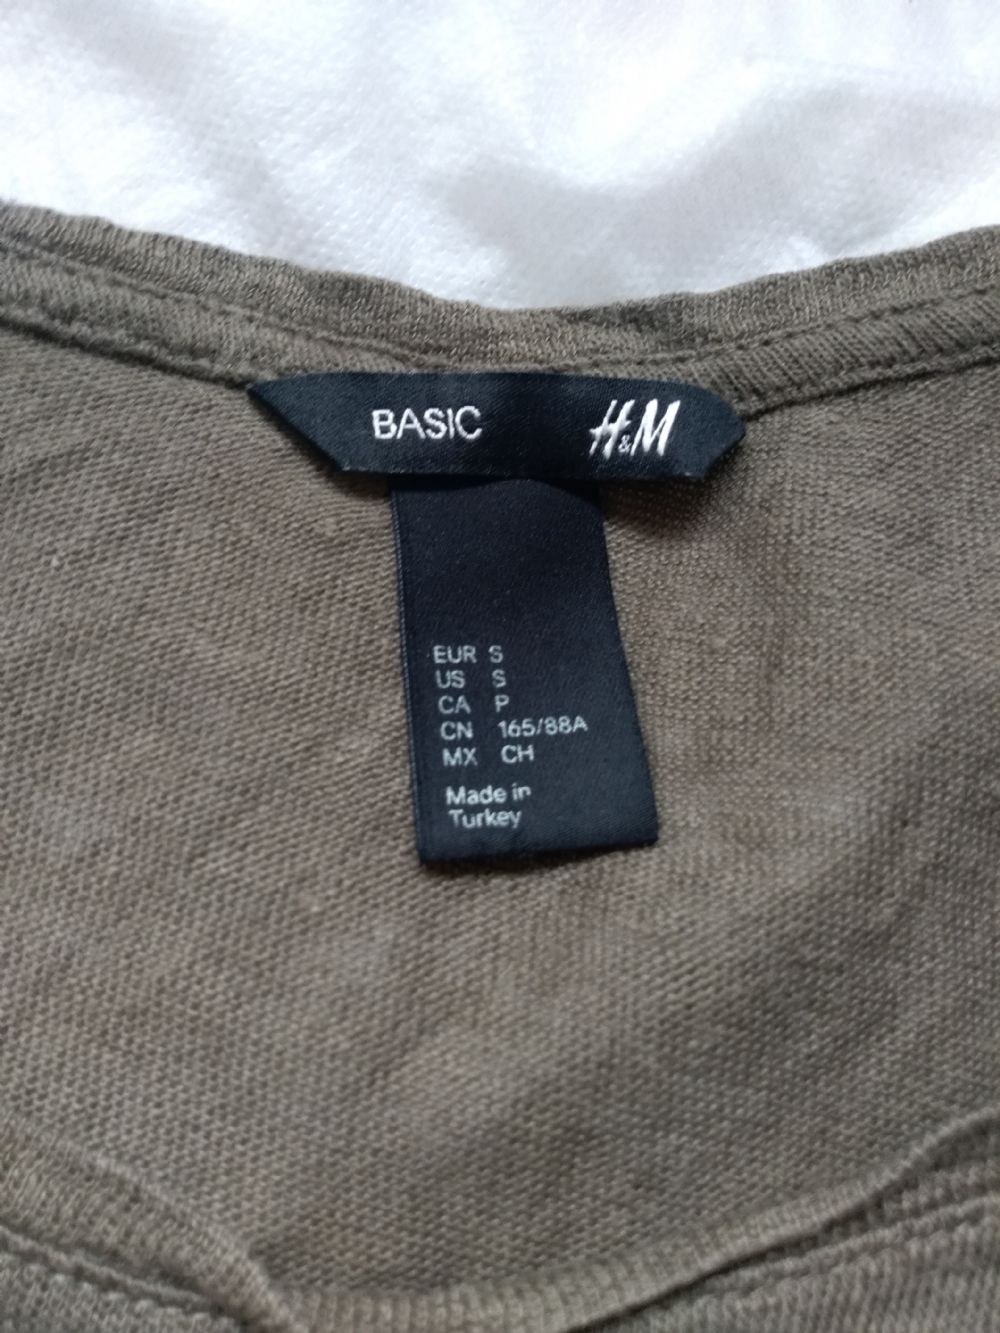 BASIC H&M
EUR S
US S
CA P
CN 165/88A
MX CH
Made in
Turkey